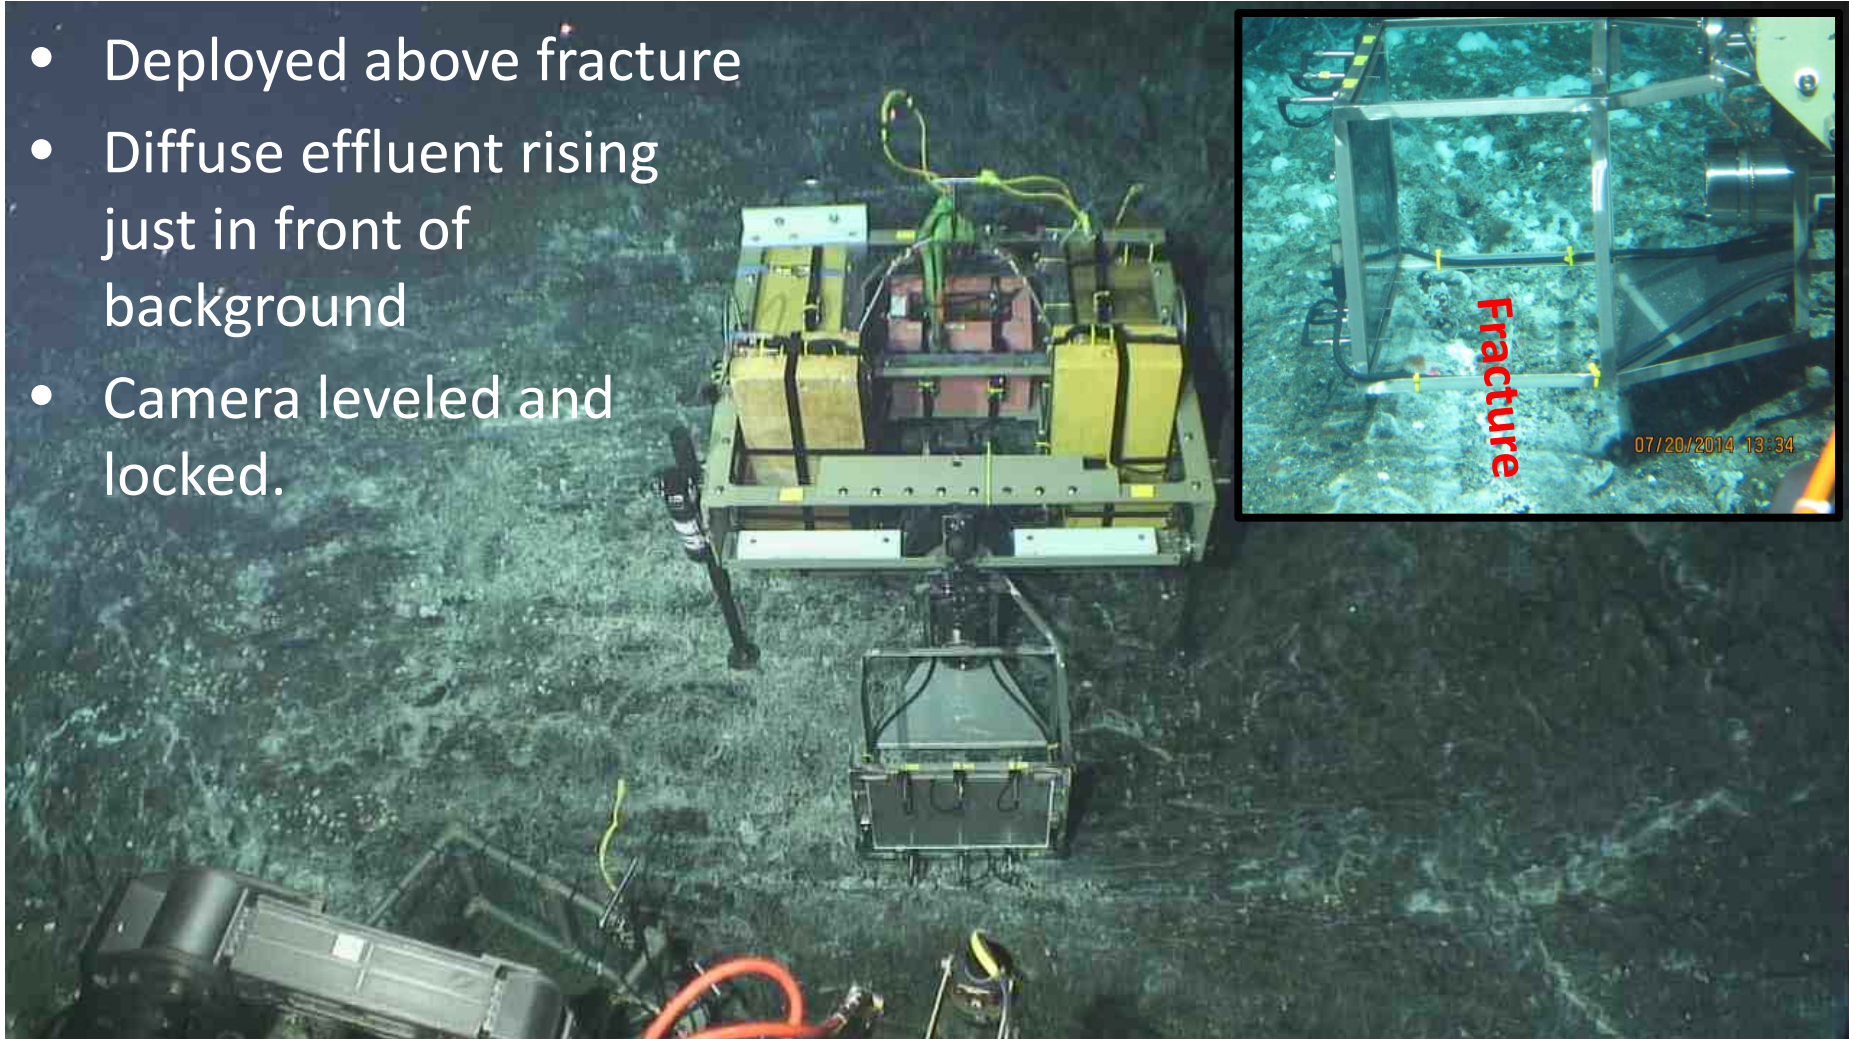 • Deployed above fracture
• Diffuse effluent rising
just in front of
background
• Camera leveled and
locked.
Fracture
07/20/2014 13:34